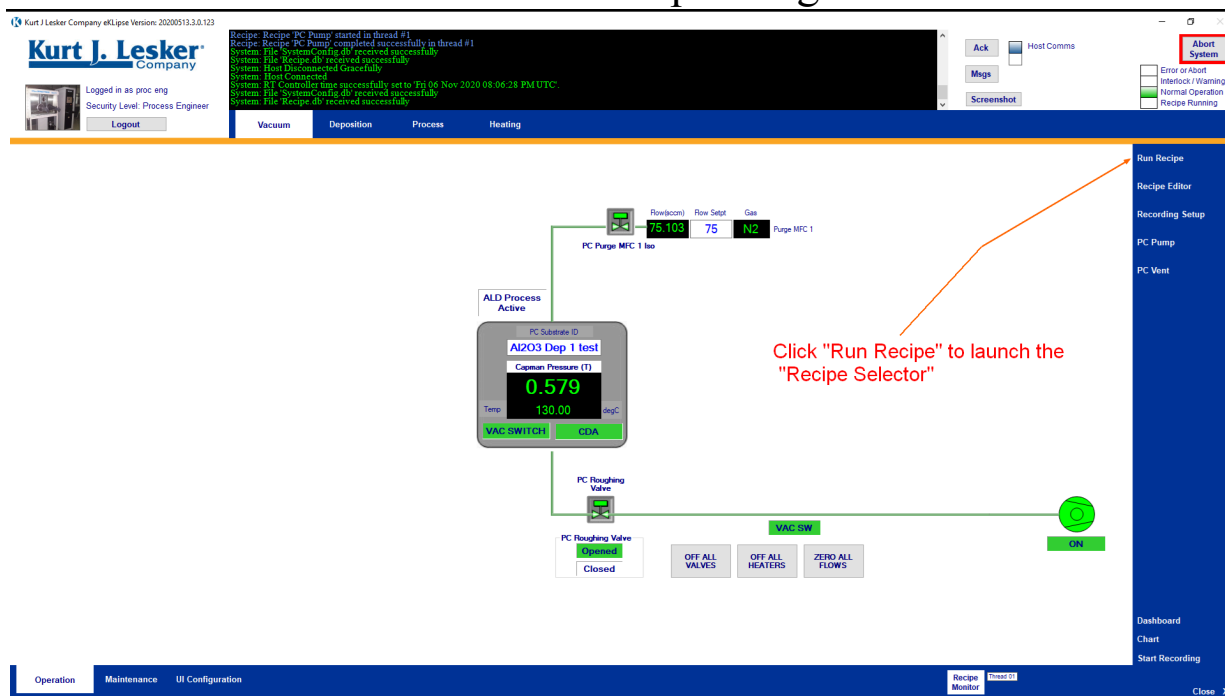 Kurt J Lesker Company eKLipse Version: 20200513.3.0.123
Kurt J. Lesker
Company
Logged in as proc eng
Security Level: Process Engineer
Logout
Recipe: Recipe 'PC Pump' started in thread #1
Recipe: Recipe 'PC Pump' completed successfully in thread #1
System: File 'SystemConfig.db' received successfully
System: File 'Recipe.db' received successfully
System: Host Disconnected Gracefully
System: Host Connected
System: RT Controller time successfully set to 'Fri 06 Nov 2020 08:06:28 PM UTC'.
System: File 'SystemConfig.db' received successfully
System: File 'Recipe.db' received successfully
Ack
Msgs
Screenshot
Host Comms
Abort
System
Error or Abort
Interlock / Warning
Normal Operation
Recipe Running
Vacuum Deposition Process Heating
Run Recipe
Recipe Editor
Recording Setup
PC Pump
PC Vent
Flow(sccm) Flow Setpt Gas
75.103 75 N2 Purge MFC 1
PC Purge MFC 1 Iso
ALD Process
Active
PC Substrate ID
Al2O3 Dep 1 test
Capman Pressure (T)
0.579
Temp 130.00 degC
VAC SWITCH CDA
Click "Run Recipe" to launch the
"Recipe Selector"
PC Roughing
Valve
PC Roughing Valve
Opened
Closed
VAC SW
ON
OFF ALL
VALVES
OFF ALL
HEATERS
ZERO ALL
FLOWS
Dashboard
Chart
Start Recording
Operation Maintenance UI Configuration
Recipe
Monitor
Thread 01
Close